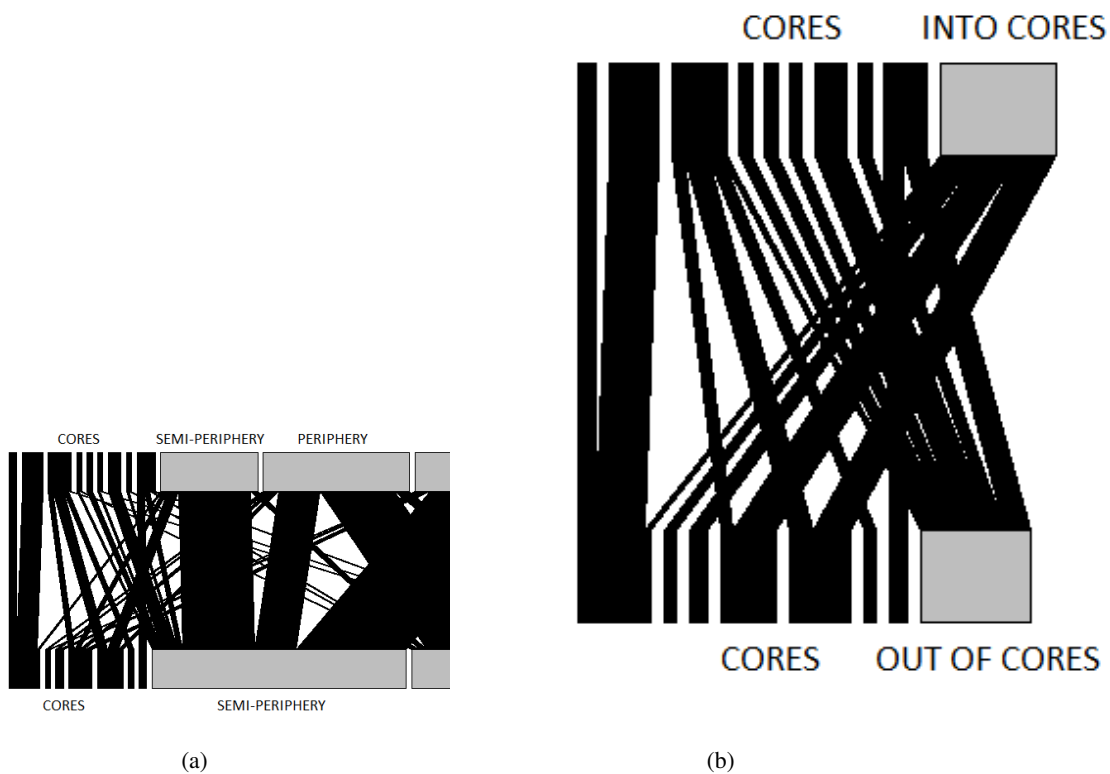 CORES INTO CORES
CORES SEMI-PERIPHERY PERIPHERY
CORES OUT OF CORES
CORES SEMI-PERIPHERY
(a) (b)